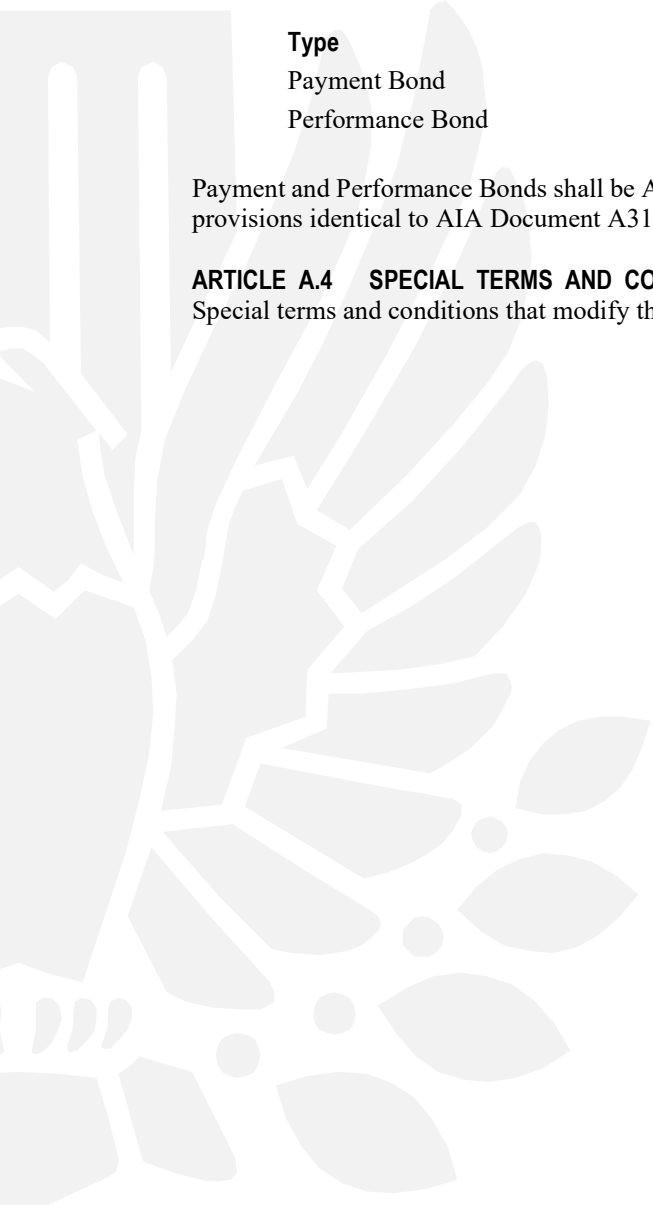 Type
Payment Bond
Performance Bond
Payment and Performance Bonds shall be A
provisions identical to AIA Document A31
ARTICLE A.4 SPECIAL TERMS AND CO
Special terms and conditions that modify th